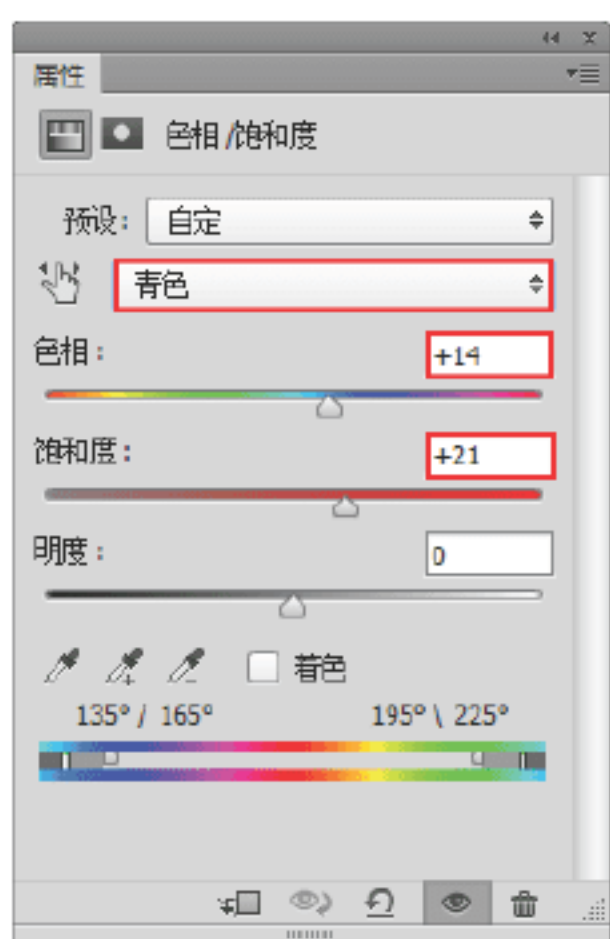 属性
色相/饱和度
预设: 自定
青色
色相: +14
饱和度: +21
明度: 0
着色
135°/ 165° 195°\ 225°